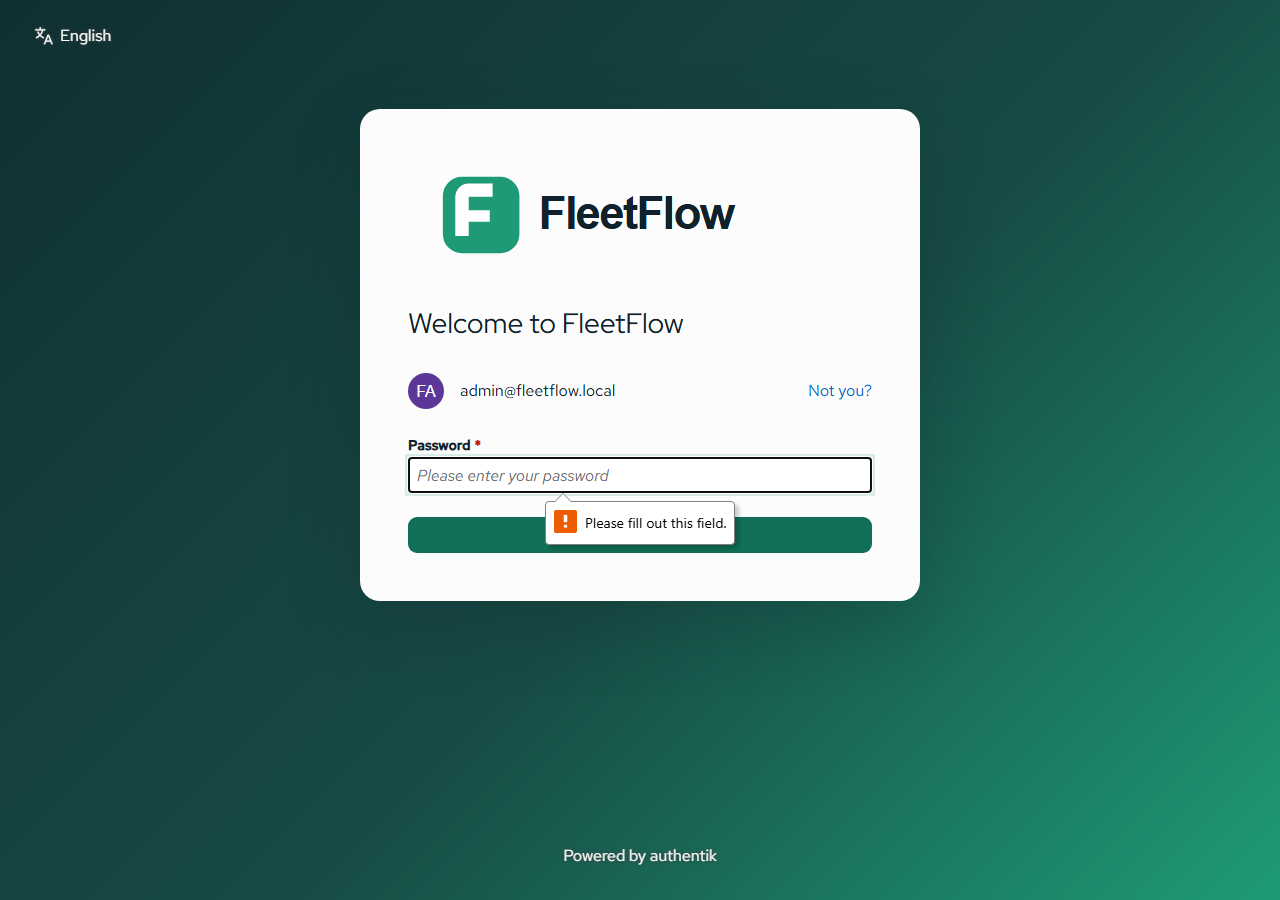 English
F FleetFlow
Welcome to FleetFlow
FA admin@fleetflow.local Not you?
Password *
Please enter your password
! Please fill out this field.
Powered by authentik